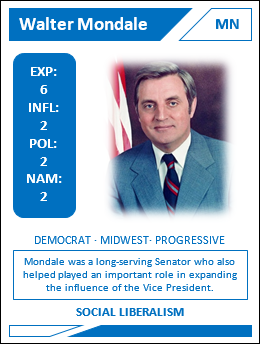 Walter Mondale
MN
EXP:
6
INFL:
2
POL:
2
NAM:
2
DEMOCRAT · MIDWEST· PROGRESSIVE
Mondale was a long-serving Senator who also
helped played an important role in expanding
the influence of the Vice President.
SOCIAL LIBERALISM